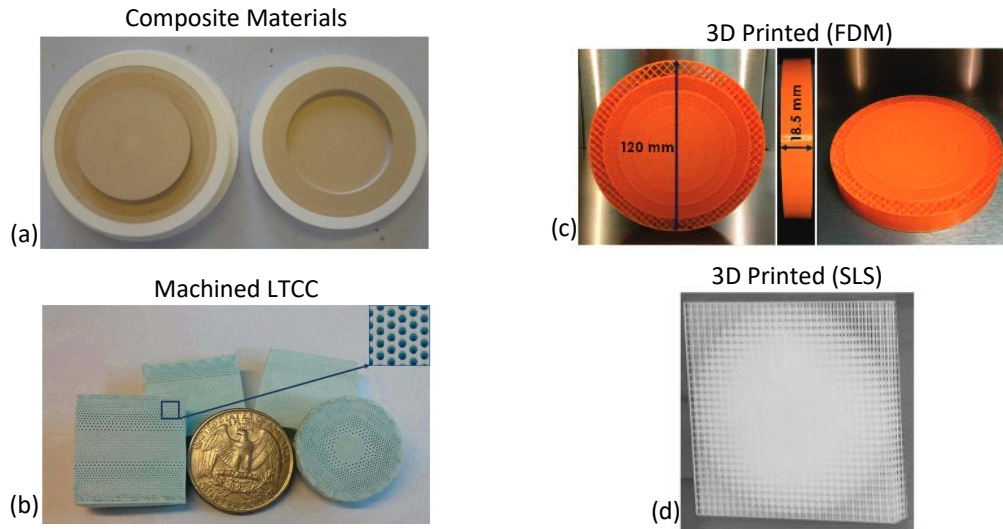 Composite Materials
(a)
3D Printed (FDM)
120 mm
18.5 mm
(c)
Machined LTCC
(b)
3D Printed (SLS)
(d)